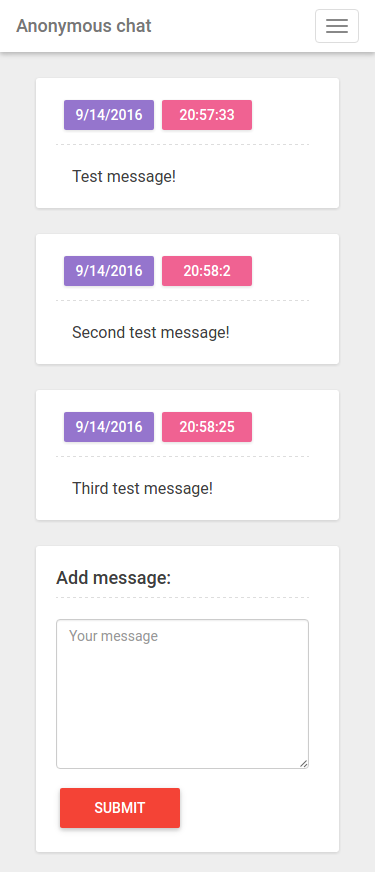 Anonymous chat
9/14/2016 20:57:33
Test message!
9/14/2016 20:58:2
Second test message!
9/14/2016 20:58:25
Third test message!
Add message:
Your message
SUBMIT